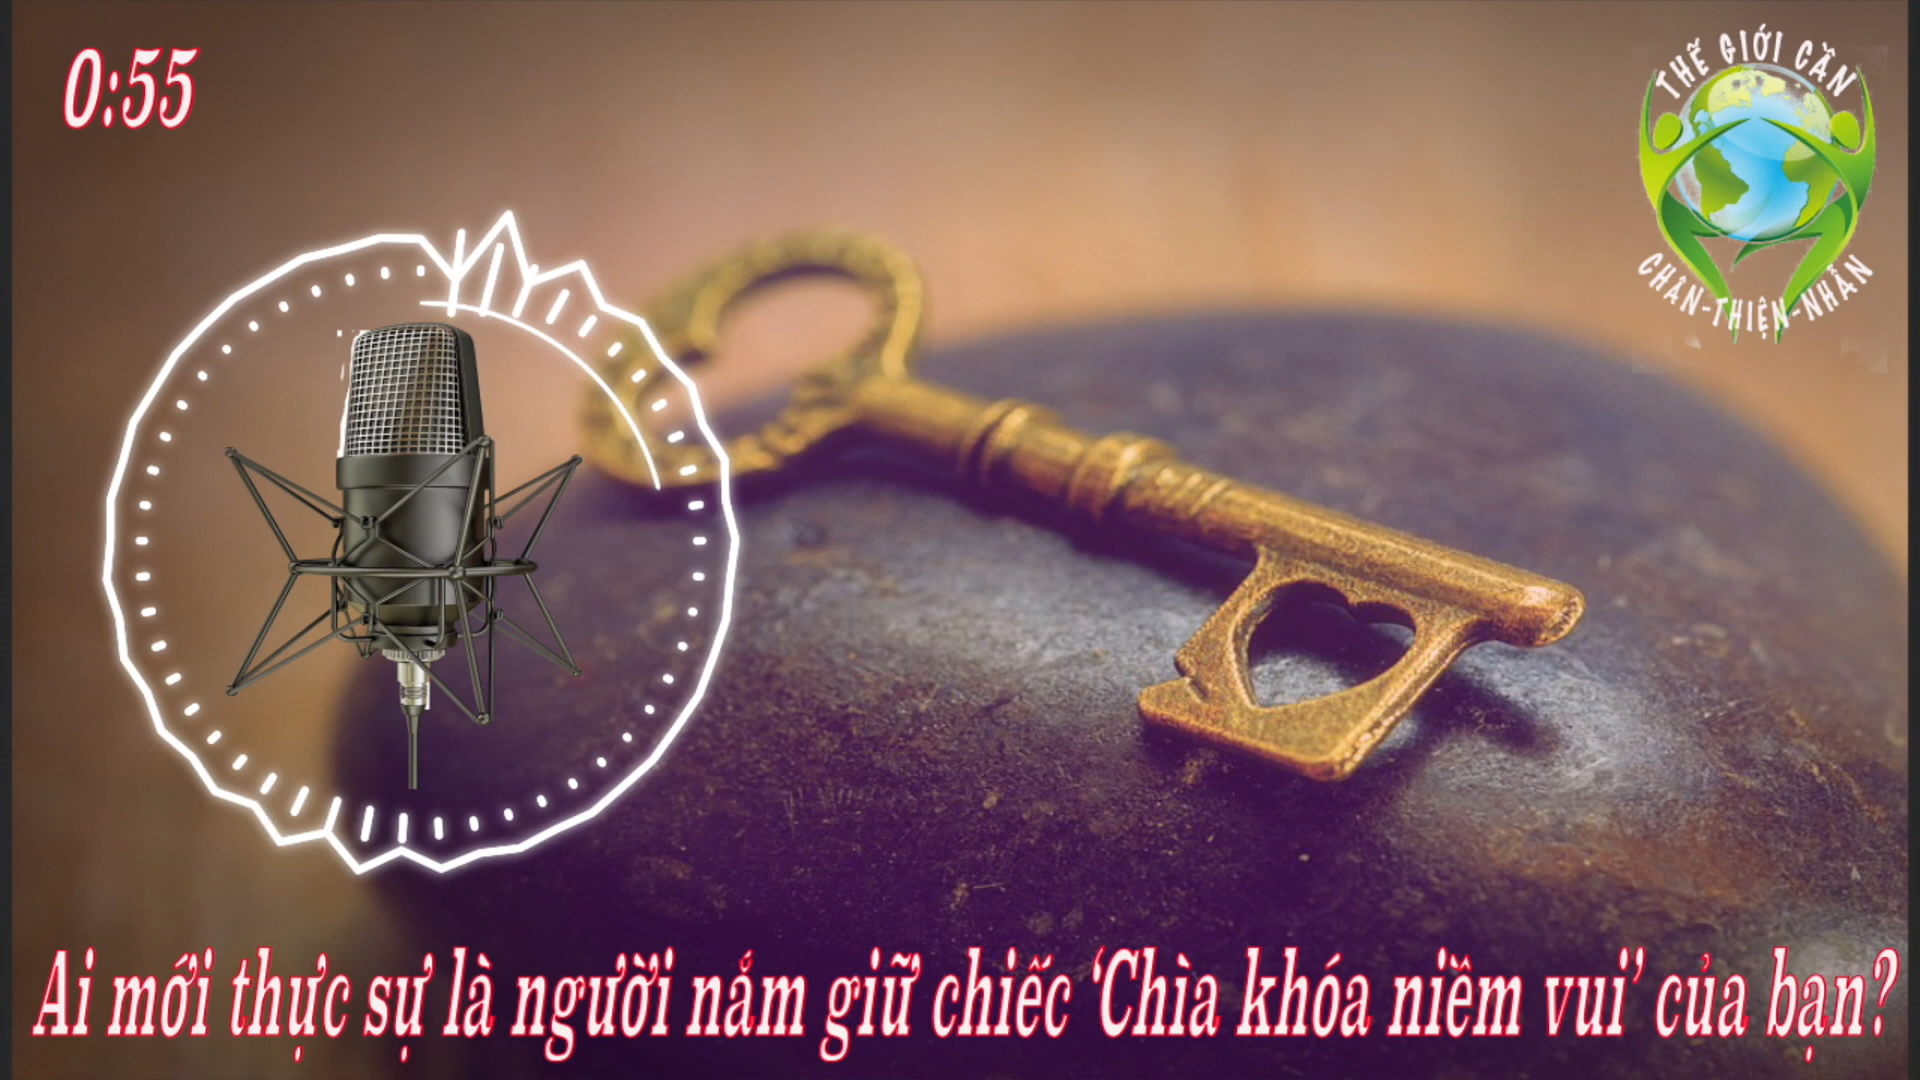 0:55
THẾ GIỚI CẦN
CHÂN-THIỆN-NHẪN
Ai mới thực sự là người nắm giữ chiếc ‘Chìa khóa niềm vui’ của bạn?